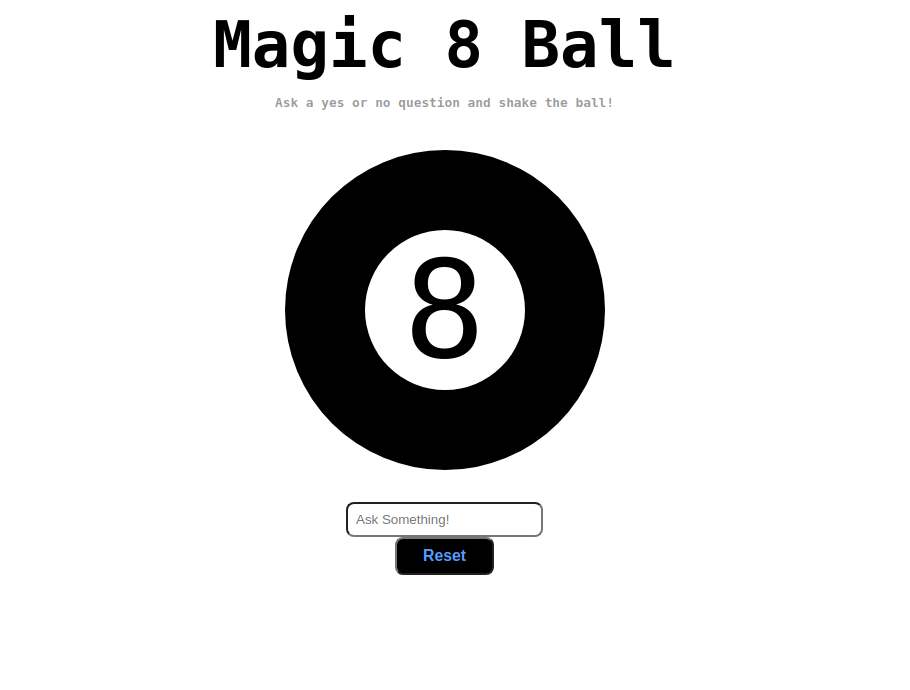 Magic 8 Ball
Ask a yes or no question and shake the ball!
8
Ask Something!
Reset